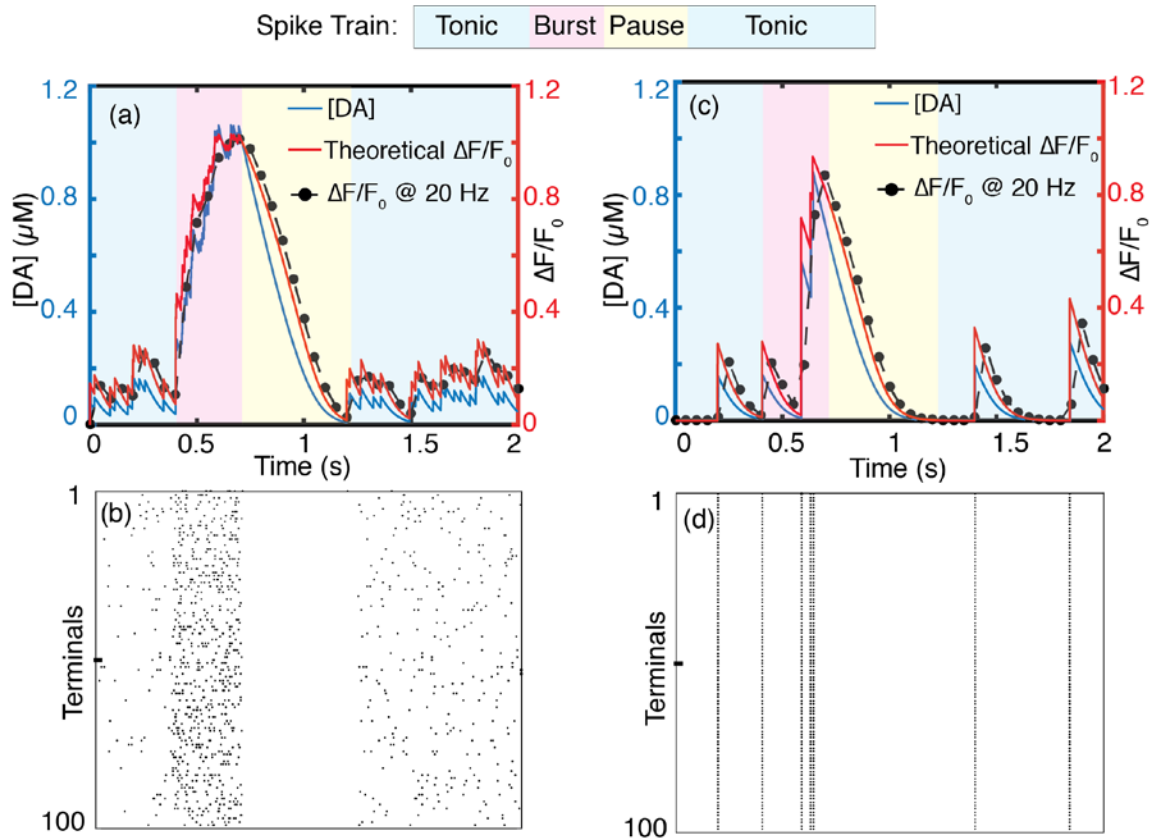 Spike Train: Tonic Burst Pause Tonic
(a)
[DA]
Theoretical ΔF/F0
ΔF/F0 @ 20 Hz
1.2
0.8
0.4
0
[DA] (µM)
1.2
0.8
0.4
0
ΔF/F0
0 0.5 1 1.5 2
Time (s)
(c)
[DA]
Theoretical ΔF/F0
ΔF/F0 @ 20 Hz
1.2
0.8
0.4
0
[DA] (µM)
1.2
0.8
0.4
0
ΔF/F0
0 0.5 1 1.5 2
Time (s)
(b)
1
Terminals
100
(d)
1
Terminals
100